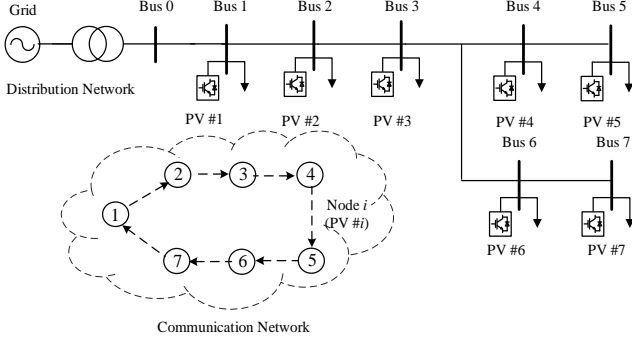 Grid
Bus 0
Bus 1
Bus 2
Bus 3
Bus 4
Bus 5
Distribution Network
PV #1
PV #2
PV #3
PV #4
PV #5
Bus 6
Bus 7
PV #6
PV #7
1
2
3
4
5
6
7
Node i
(PV #i)
Communication Network